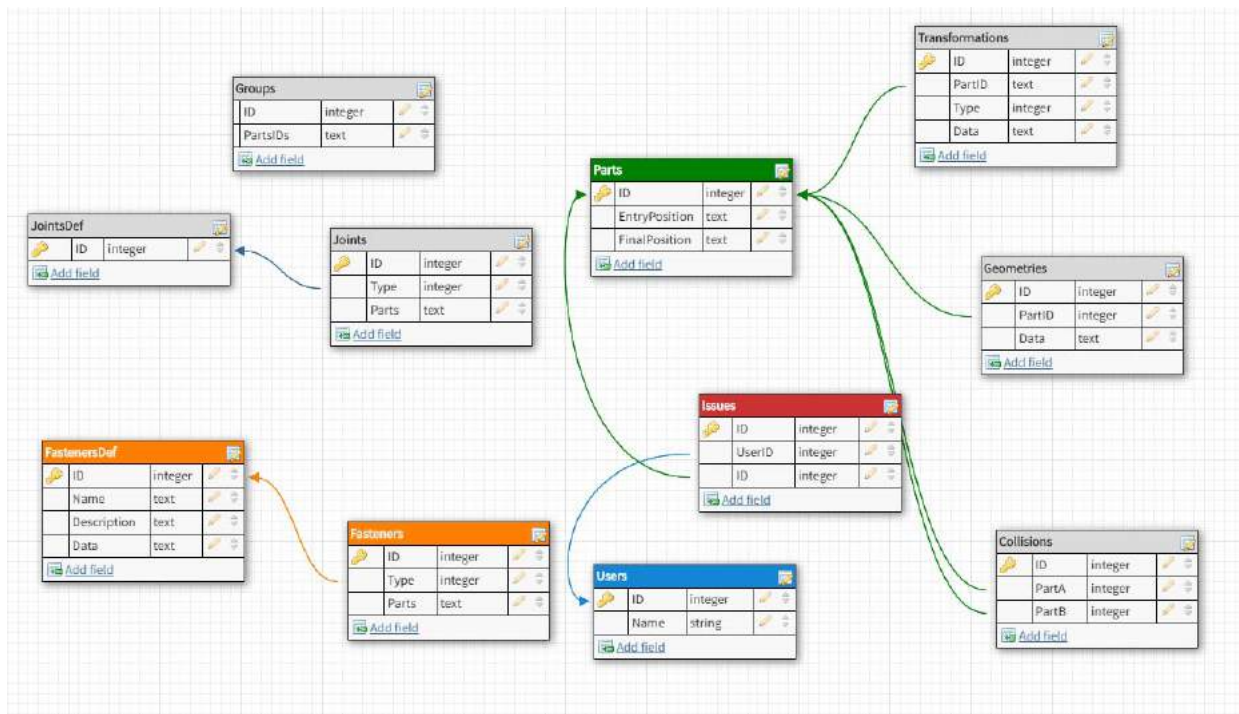 Transformations
ID integer
PartID text
Type integer
Data text
Add field
Groups
ID integer
PartsIDs text
Add field
Parts
ID integer
EntryPosition text
FinalPosition text
Add field
JointsDef
ID integer
Add field
Joints
ID integer
Type integer
Parts text
Add field
Geometries
ID integer
PartID integer
Data text
Add field
Issues
ID integer
UserID integer
ID integer
Add field
FastenersDef
ID integer
Name text
Description text
Data text
Add field
Fasteners
ID integer
Type integer
Parts text
Add field
Users
ID integer
Name string
Add field
Collisions
ID integer
PartA integer
PartB integer
Add field